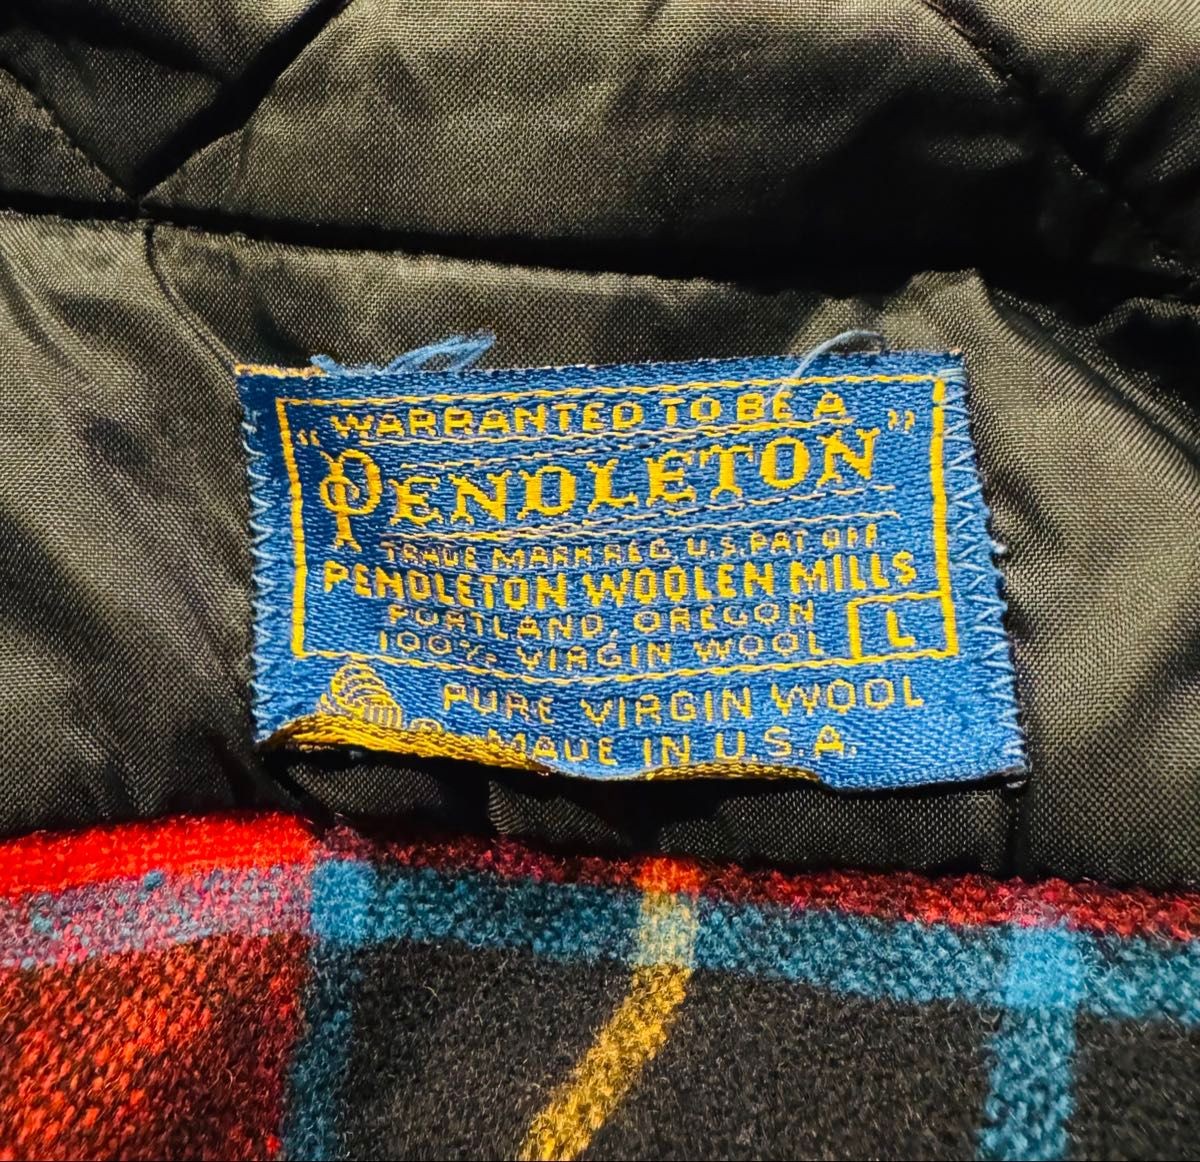 "WARRANTED TO BE A
PENDLETON"
TRADE MARK REG. U.S. PAT OFF.
PENDLETON WOOLEN MILLS
PORTLAND, OREGON
100% VIRGIN WOOL L
PURE VIRGIN WOOL
MADE IN U.S.A.